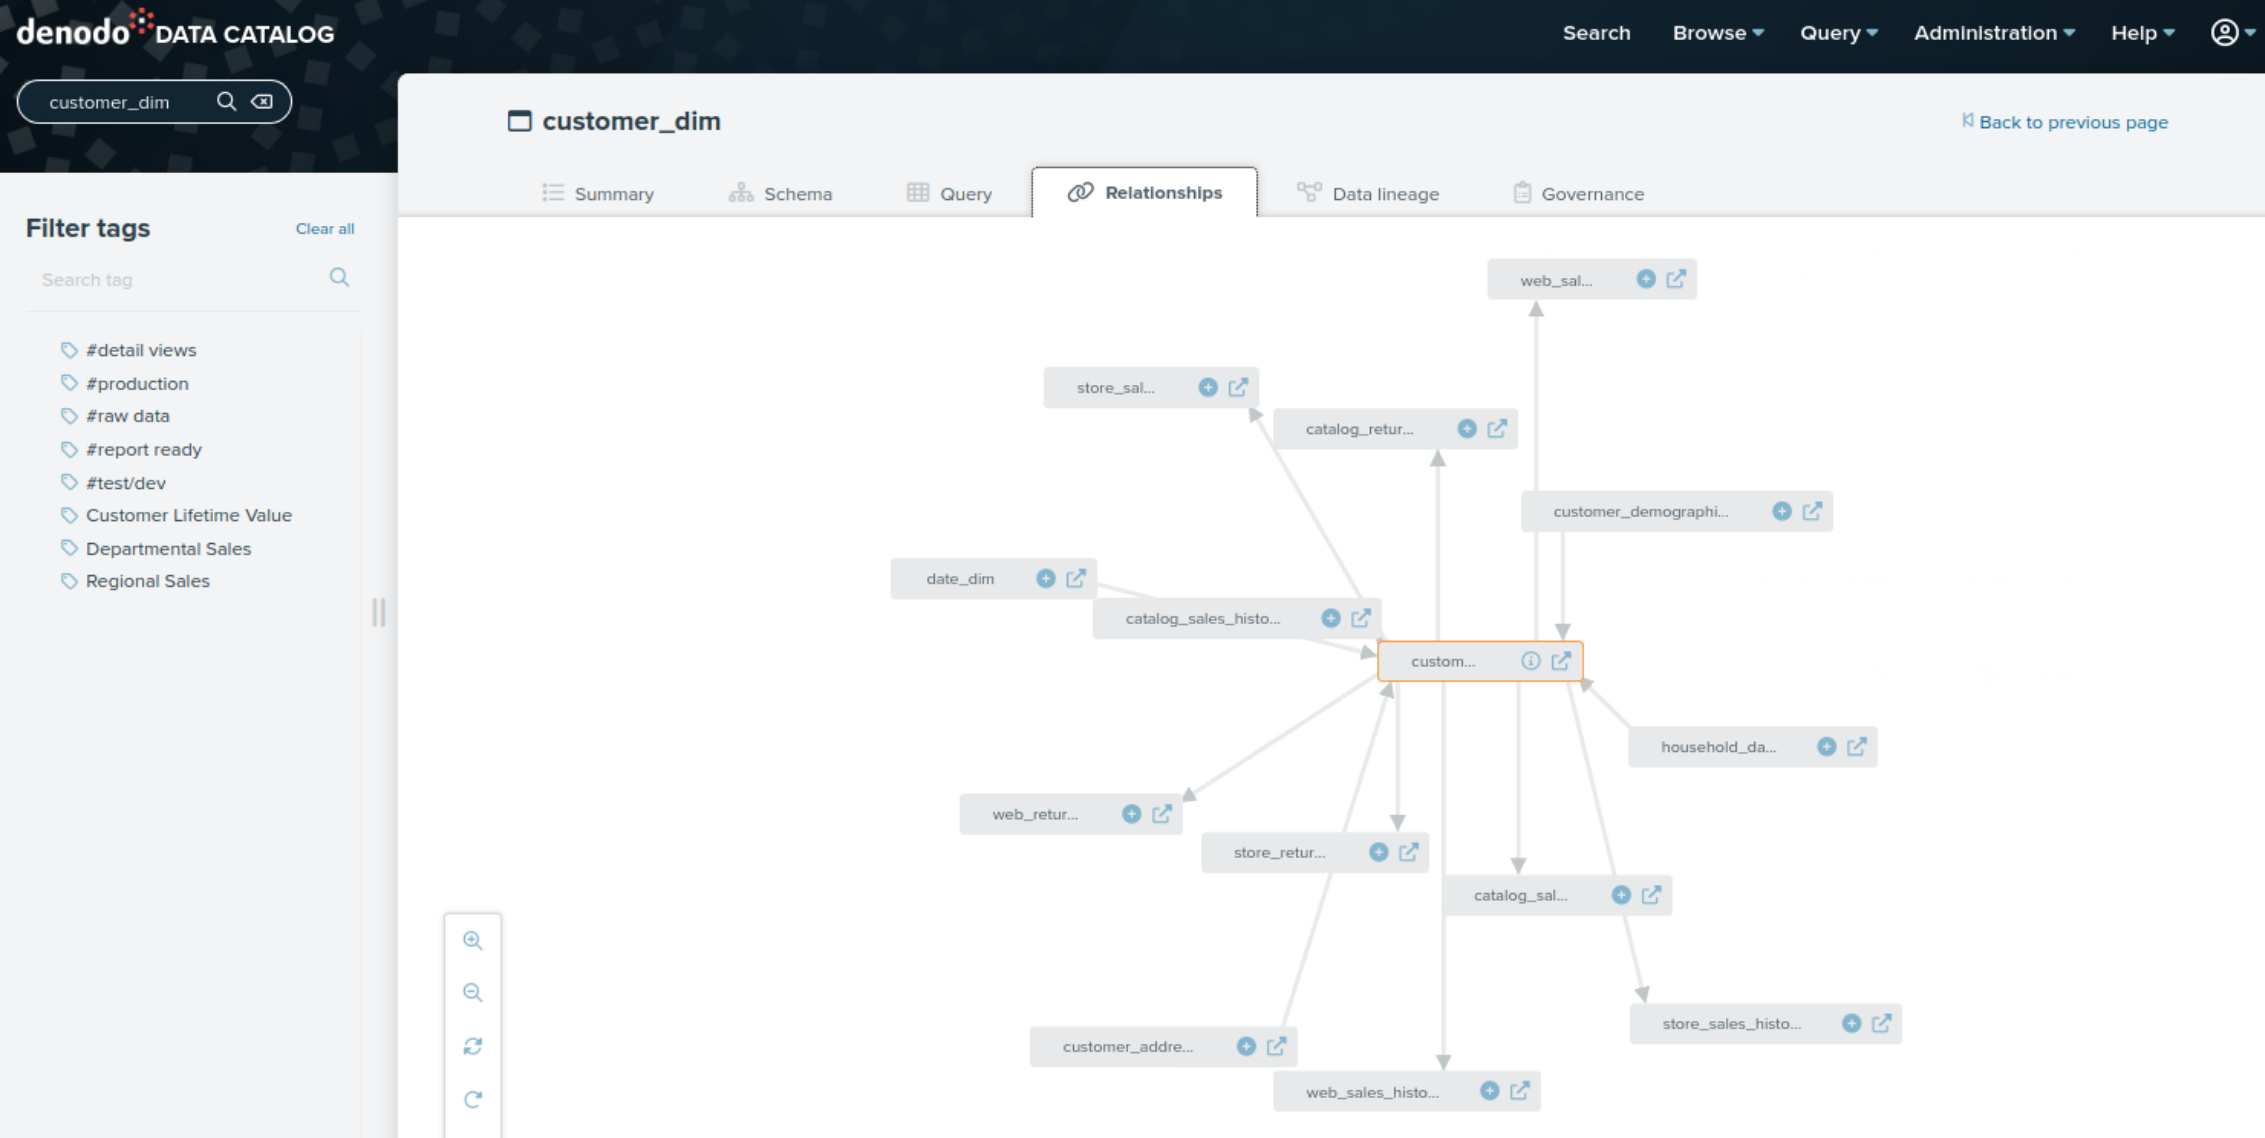 denodo DATA CATALOG
Search Browse Query Administration Help
customer_dim
customer_dim
Back to previous page
Summary Schema Query Relationships Data lineage Governance
Filter tags Clear all
Search tag
#detail views
#production
#raw data
#report ready
#test/dev
Customer Lifetime Value
Departmental Sales
Regional Sales
web_sal...
store_sal...
catalog_retur...
customer_demographi...
date_dim
catalog_sales_histo...
custom...
household_da...
web_retur...
store_retur...
catalog_sal...
store_sales_histo...
customer_addre...
web_sales_histo...